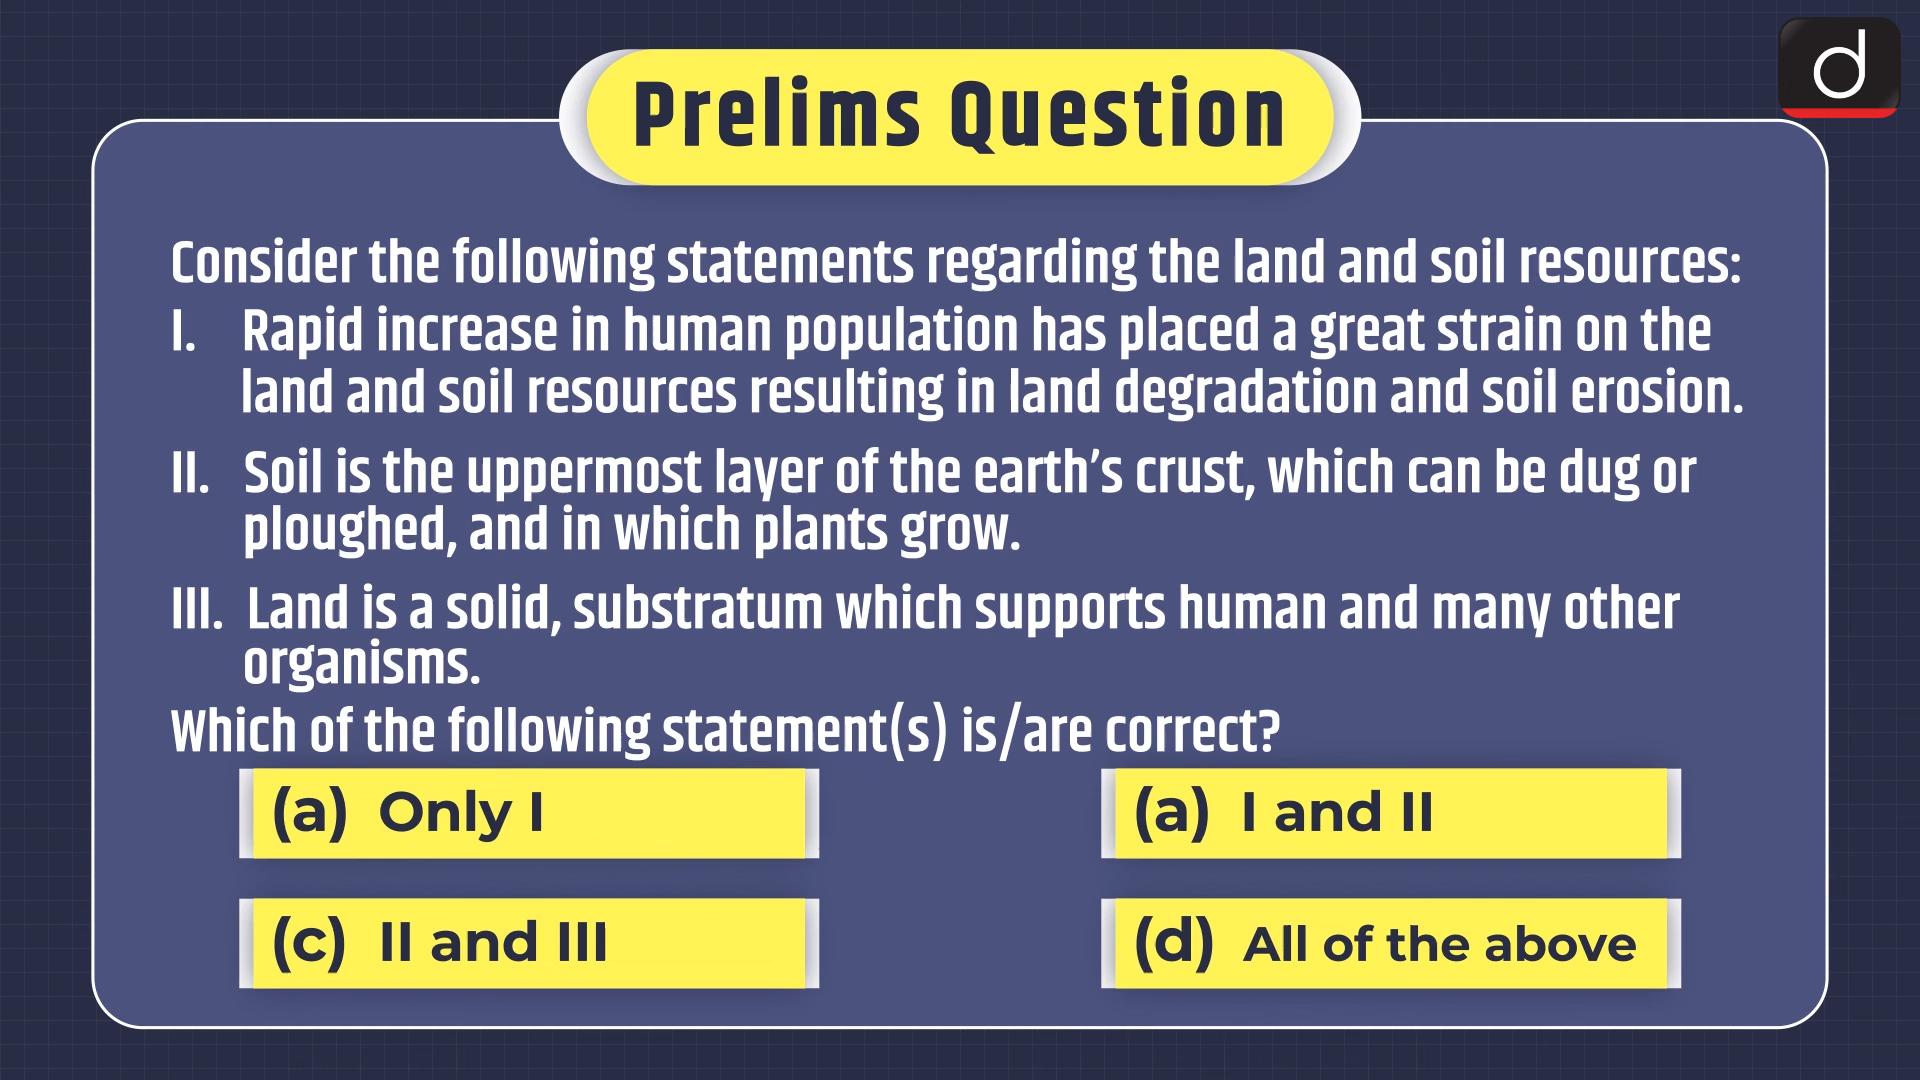 d
Prelims Question
Consider the following statements regarding the land and soil resources:
I. Rapid increase in human population has placed a great strain on the
land and soil resources resulting in land degradation and soil erosion.
II. Soil is the uppermost layer of the earth’s crust, which can be dug or
ploughed, and in which plants grow.
III. Land is a solid, substratum which supports human and many other
organisms.
Which of the following statement(s) is/are correct?
(a) Only I
(a) I and II
(c) II and III
(d) All of the above